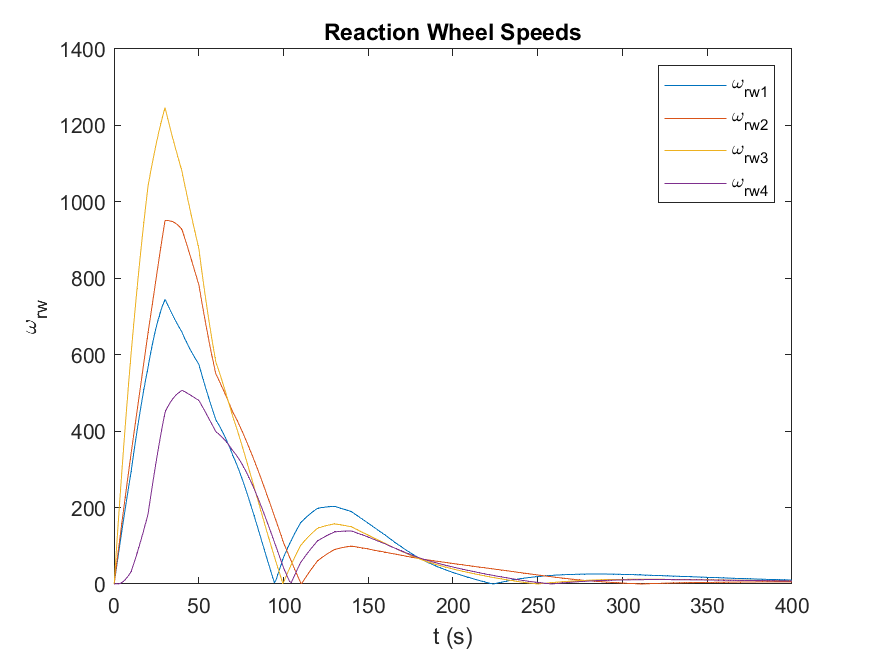 Reaction Wheel Speeds
1400
1200
1000
800
600
400
200
0
ω_rw
ω_rw1
ω_rw2
ω_rw3
ω_rw4
0 50 100 150 200 250 300 350 400
t (s)